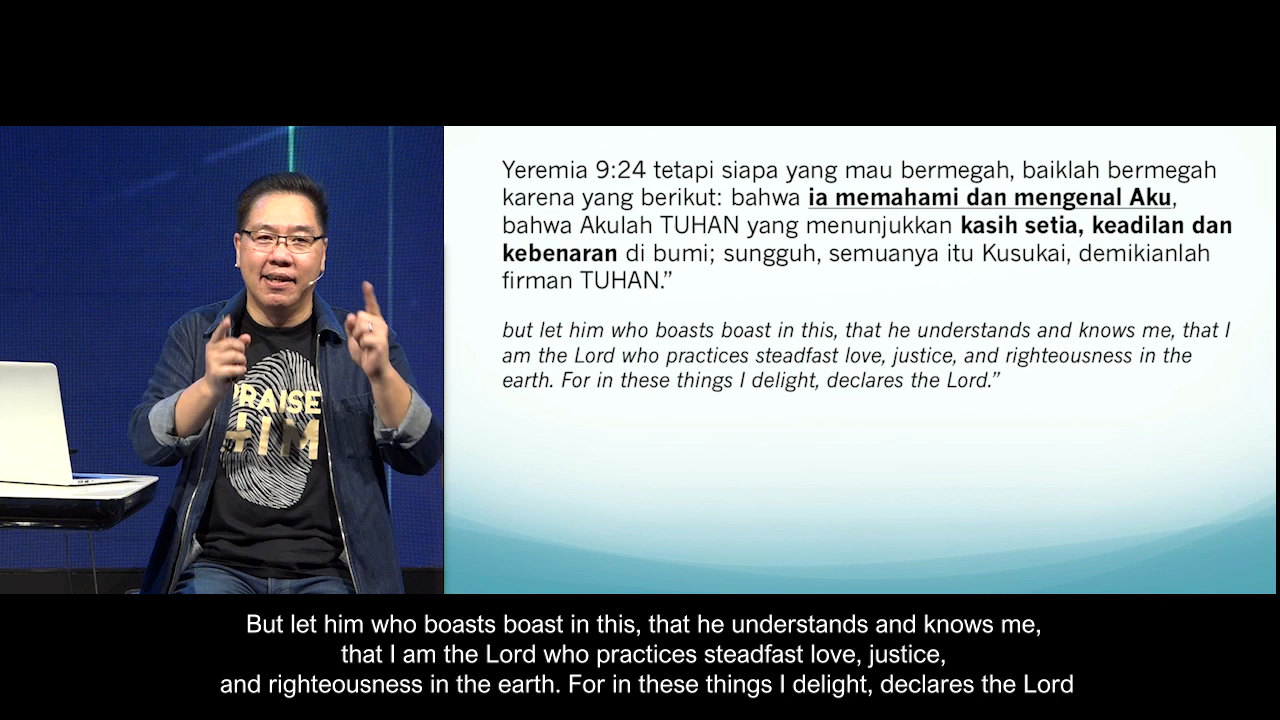 Yeremia 9:24 tetapi siapa yang mau bermegah, baiklah bermegah
karena yang berikut: bahwa ia memahami dan mengenal Aku,
bahwa Akulah TUHAN yang menunjukkan kasih setia, keadilan dan
kebenaran di bumi; sungguh, semuanya itu Kusukai, demikianlah
firman TUHAN.”
but let him who boasts boast in this, that he understands and knows me, that I
am the Lord who practices steadfast love, justice, and righteousness in the
earth. For in these things I delight, declares the Lord.”
PRAISE
HIM
But let him who boasts boast in this, that he understands and knows me,
that I am the Lord who practices steadfast love, justice,
and righteousness in the earth. For in these things I delight, declares the Lord